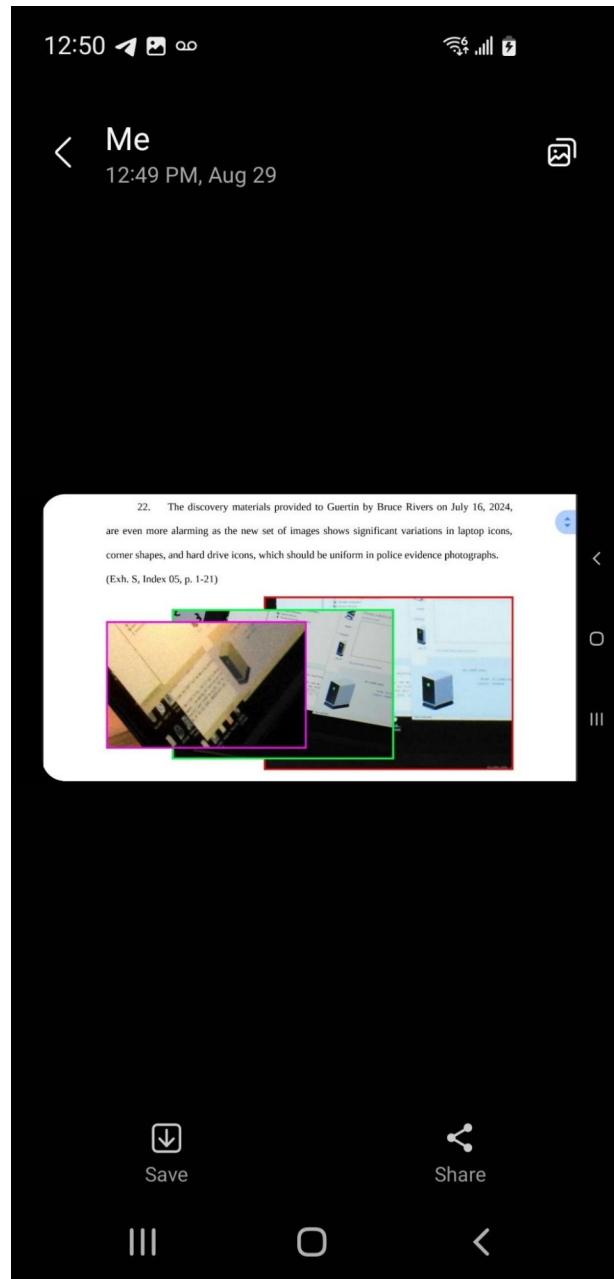 12:50
Me
12:49 PM, Aug 29
22. The discovery materials provided to Guertin by Bruce Rivers on July 16, 2024,
are even more alarming as the new set of images shows significant variations in laptop icons,
corner shapes, and hard drive icons, which should be uniform in police evidence photographs.
(Exh. S, Index 05, p. 1-21)
Save
Share